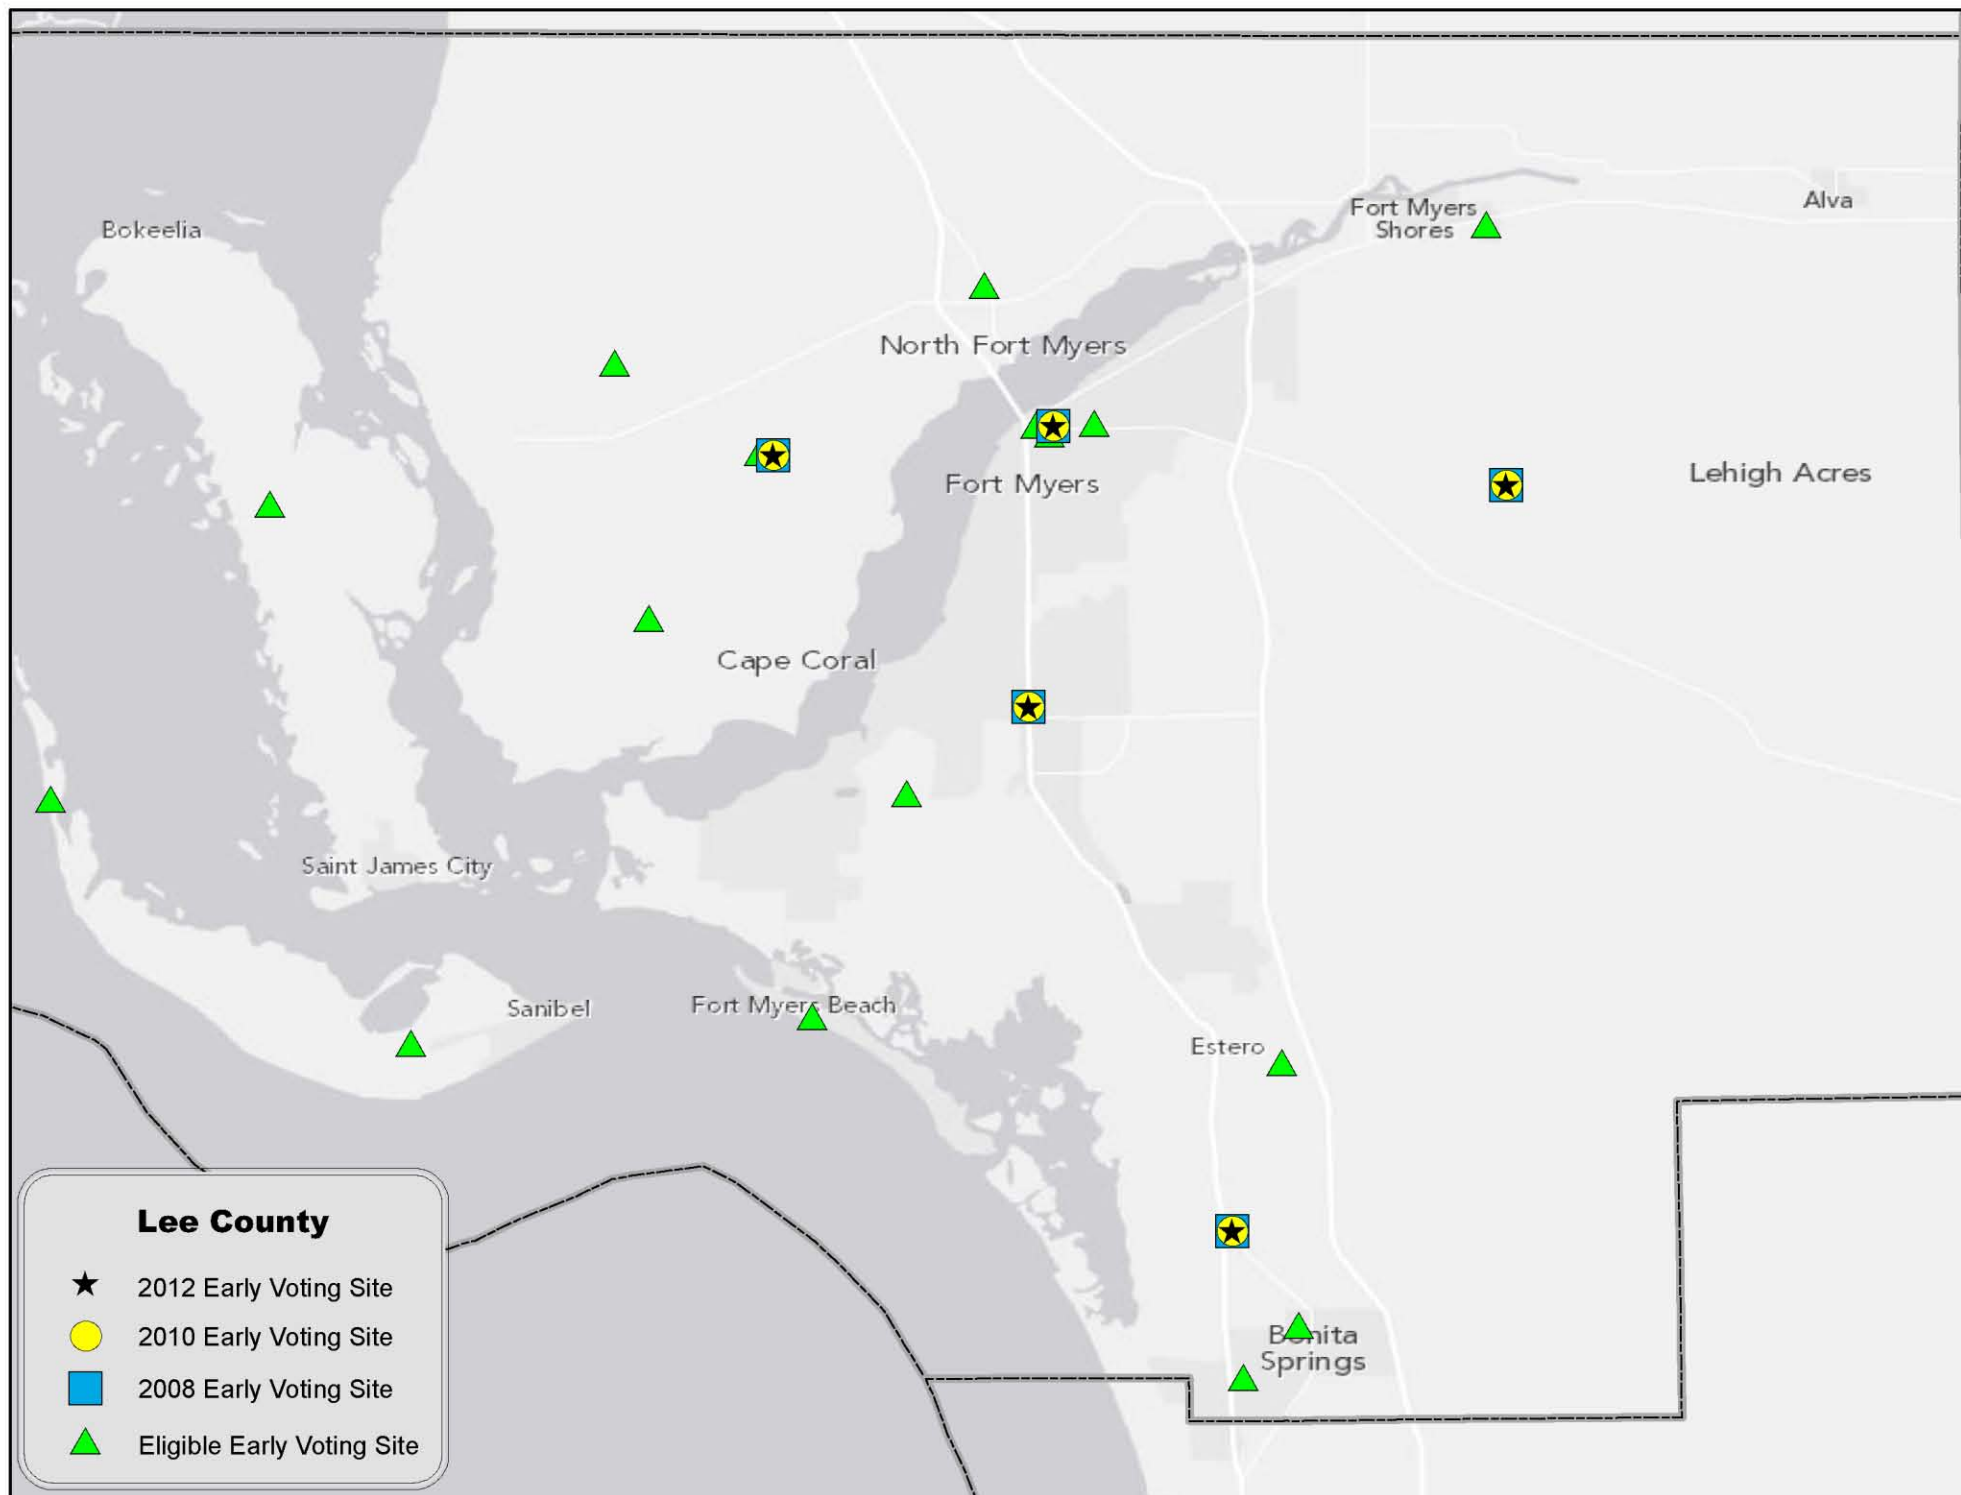 Alva
Fort Myers
Shores
Bokeelia
North Fort Myers
Lehigh Acres
Fort Myers
Cape Coral
Saint James City
Fort Myers Beach
Sanibel
Estero
Bonita
Springs
Lee County
2012 Early Voting Site
2010 Early Voting Site
2008 Early Voting Site
Eligible Early Voting Site